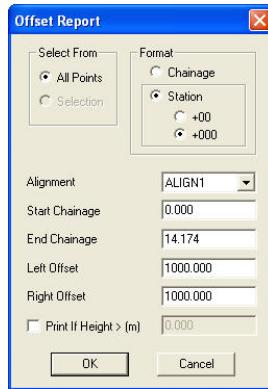 Offset Report
Select From
All Points
Selection
Format
Chainage
Station
+00
+000
Alignment ALIGN1
Start Chainage 0.000
End Chainage 14.174
Left Offset 1000.000
Right Offset 1000.000
Print If Height > (m) 0.000
OK Cancel